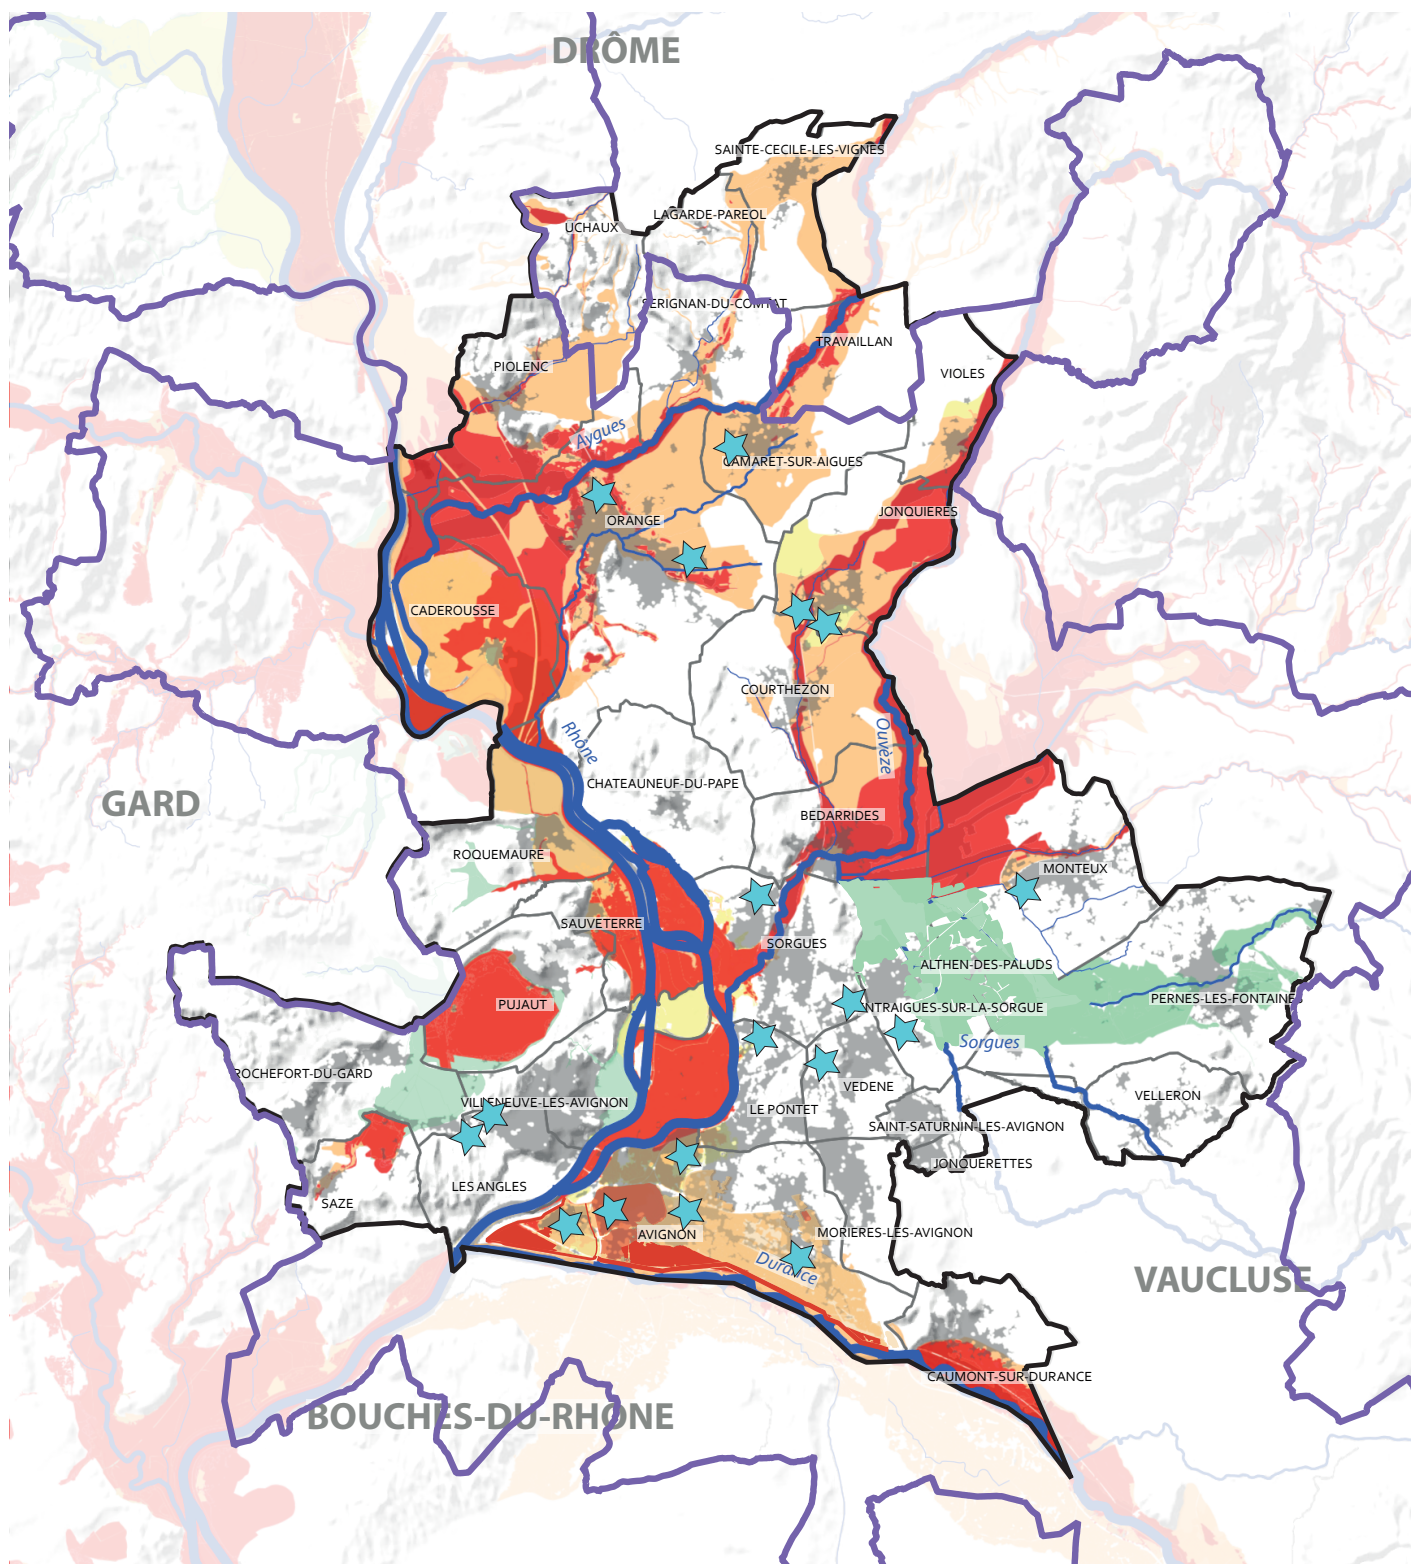 DRÔME
SAINTE-CECILE-LES-VIGNES
LAGARDE-PAREOL
UCHAUX
SERIGNAN-DU-COMTAT
TRAVAILLAN
PIOLENC
VIOLES
Aygues
CAMARET-SUR-AIGUES
JONQUIERES
ORANGE
CADEROUSSE
COURTHEZON
Ouvèze
Rhône
CHATEAUNEUF-DU-PAPE
GARD
BEDARRIDES
ROQUEMAURE
MONTEUX
SAUVETERRE
SORGUES
ALTHEN-DES-PALUDS
PUJAUT
PERNES-LES-FONTAINE
NTRAIGUES-SUR-LA-SORGUE
Sorgues
ROCHEFORT-DU-GARD
VEDENE
VILLENEUVE-LES-AVIGNON
LE PONTET
VELLERON
SAINT-SATURNIN-LES-AVIGNON
JONQUERETTES
LES ANGLES
SAZE
AVIGNON
MORIERES-LES-AVIGNON
Durance
VAUCLUSE
CAUMONT-SUR-DURANCE
BOUCHES-DU-RHÔNE